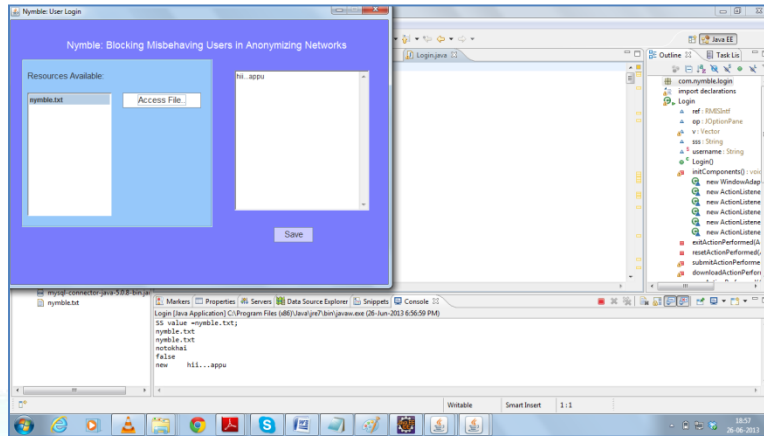 Nymble: User Login
Nymble: Blocking Misbehaving Users in Anonymizing Networks
Resources Available:
nymble.txt
Access File..
hii...appu
Save
Login.java
Java EE
Outline
Task Lis
com.nymble.login
import declarations
Login
ref : RMISIntf
op : JOptionPane
v : Vector
sss : String
username : String
Login()
initComponents() : voi
new WindowAdap
new ActionListene
new ActionListene
new ActionListene
new ActionListene
new ActionListene
exitActionPerformed(A
resetActionPerformed(
submitActionPerforme
downloadActionPerfor
mysql-connector-java-5.0.8-bin.jar
nymble.txt
Markers Properties Servers Data Source Explorer Snippets Console
Login [Java Application] C:\Program Files (x86)\Java\jre7\bin\javaw.exe (26-Jun-2013 6:56:59 PM)
SS value =nymble.txt;
nymble.txt
nymble.txt
notokhai
false
new hii...appu
Writable Smart Insert 1:1
18:57
26-06-2013